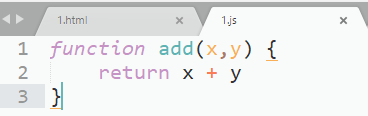 1.html 1.js
1 function add(x,y) {
2     return x + y
3 }